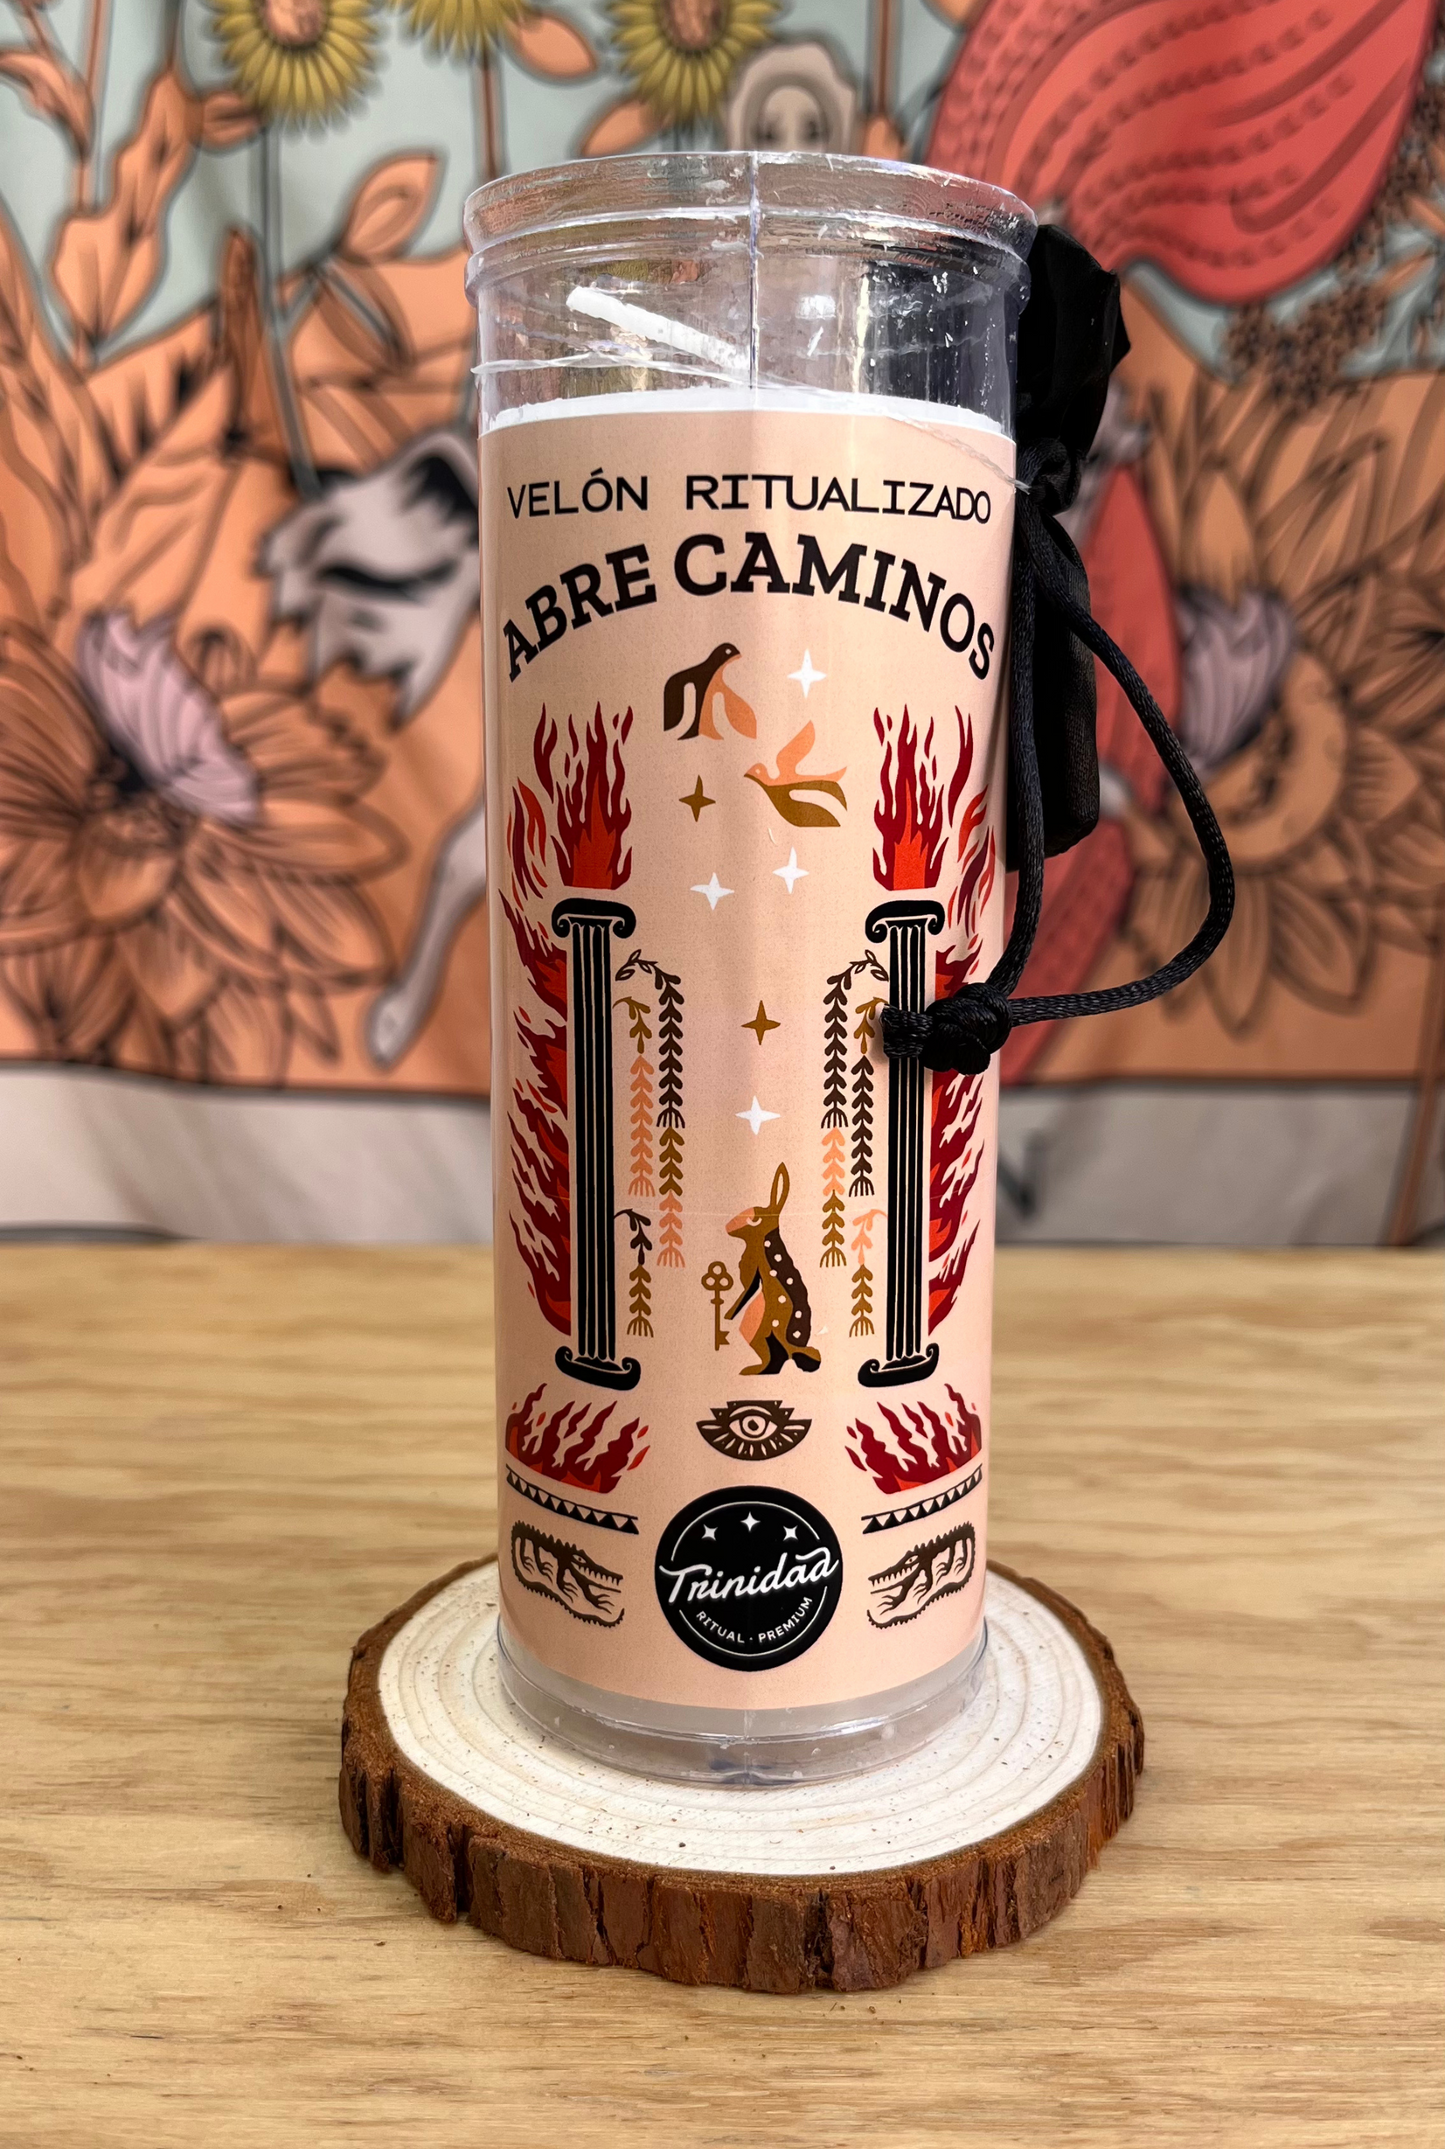 VELÓN RITUALIZADO
ABRE CAMINOS
Trinidad
RITUAL · PREMIUM